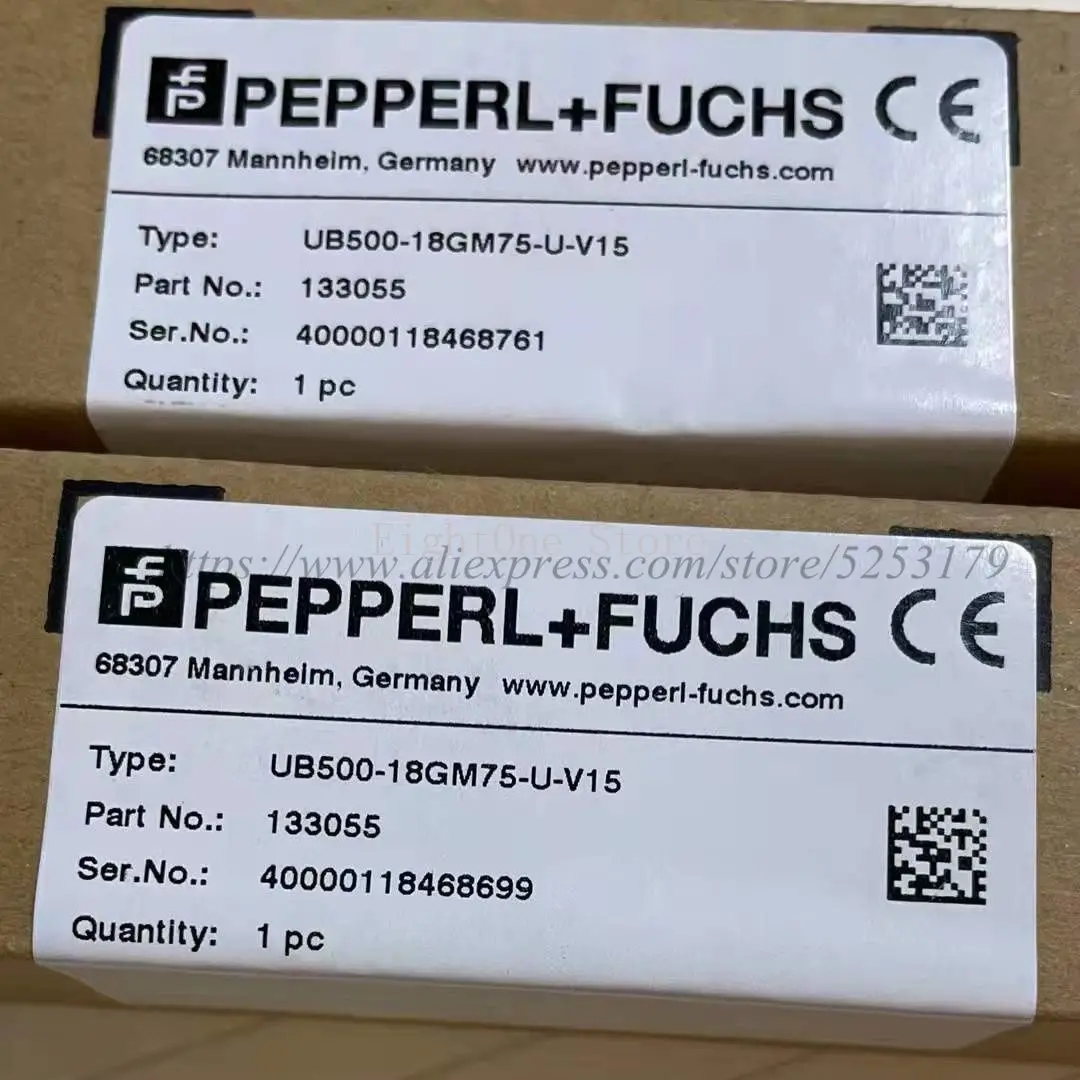 PEPPERL+FUCHS CE
68307 Mannheim, Germany www.pepperl-fuchs.com
Type: UB500-18GM75-U-V15
Part No.: 133055
Ser.No.: 40000118468761
Quantity: 1 pc
EightOne Store
https://www.aliexpress.com/store/5253179
PEPPERL+FUCHS CE
68307 Mannheim, Germany www.pepperl-fuchs.com
Type: UB500-18GM75-U-V15
Part No.: 133055
Ser.No.: 40000118468699
Quantity: 1 pc